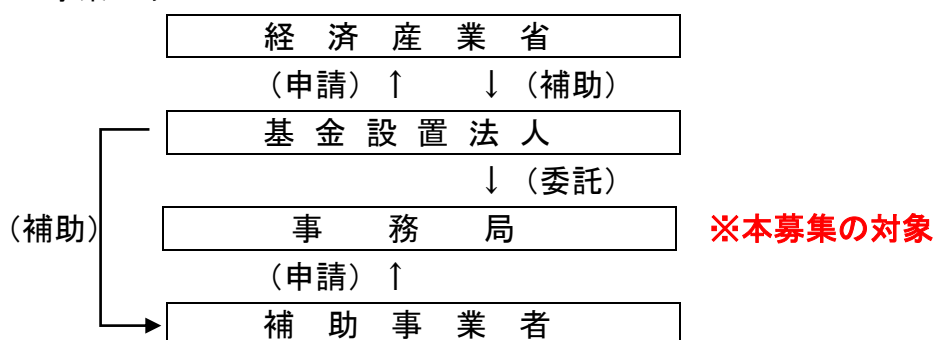 経済産業省
（申請）↑ ↓（補助）
基金設置法人
↓（委託）
（補助） 事務局 ※本募集の対象
（申請）↑
補助事業者